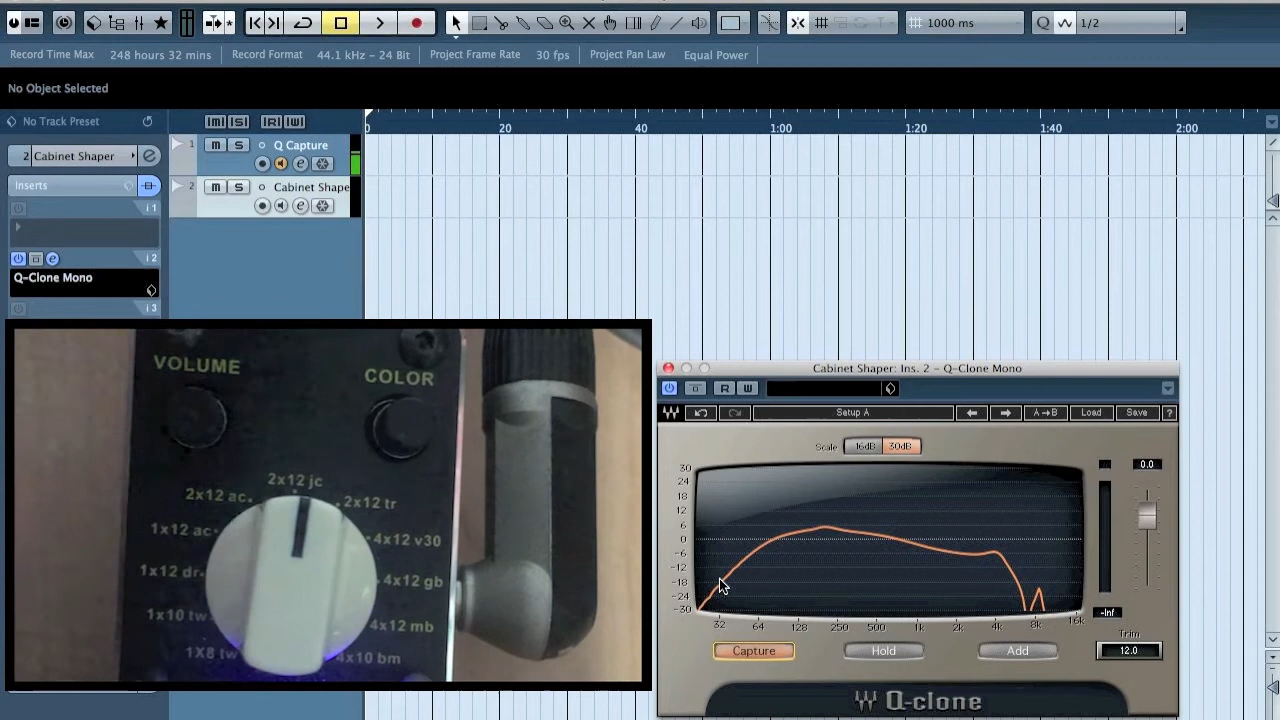 1000 ms
Q
1/2
Record Time Max 248 hours 32 mins Record Format 44.1 kHz - 24 Bit Project Frame Rate 30 fps Project Pan Law Equal Power
No Object Selected
No Track Preset
M S R W
0 20 40 1:00 1:20 1:40 2:00
2 Cabinet Shaper
Inserts
i 1
i 2
Q-Clone Mono
i 3
1 m S Q Capture
e
2 m S Cabinet Shape
e
VOLUME
COLOR
2x12 jc
2x12 ac
2x12 tr
1x12 ac
4x12 v30
1x12 dr
4x12 gb
1x10 tw
4x12 mb
1X8 tw
4x10 bm
Cabinet Shaper: Ins. 2 - Q-Clone Mono
R W
Setup A A→B Load Save ?
Scale 16dB 30dB
0.0
30
24
18
12
6
0
-6
-12
-18
-24
-30
32 64 128 250 500 1k 2k 4k 8k 16k
-Inf
Trim
12.0
Capture Hold Add
Q-clone